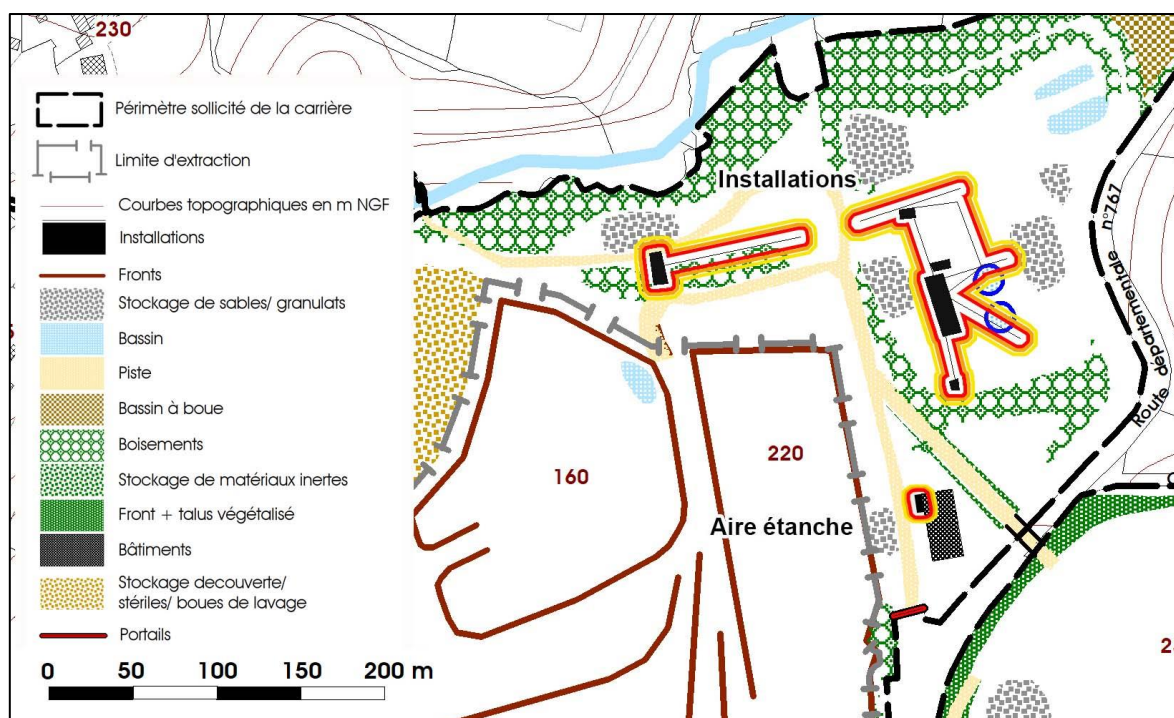 230
Périmètre sollicité de la carrière
Limite d'extraction
Courbes topographiques en m NGF
Installations
Fronts
Stockage de sables/ granulats
Bassin
Piste
Bassin à boue
Boisements
Stockage de matériaux inertes
Front + talus végétalisé
Bâtiments
Stockage decouverte/
stériles/ boues de lavage
Portails
0 50 100 150 200 m
Installations
Route départementale n°767
160
220
Aire étanche